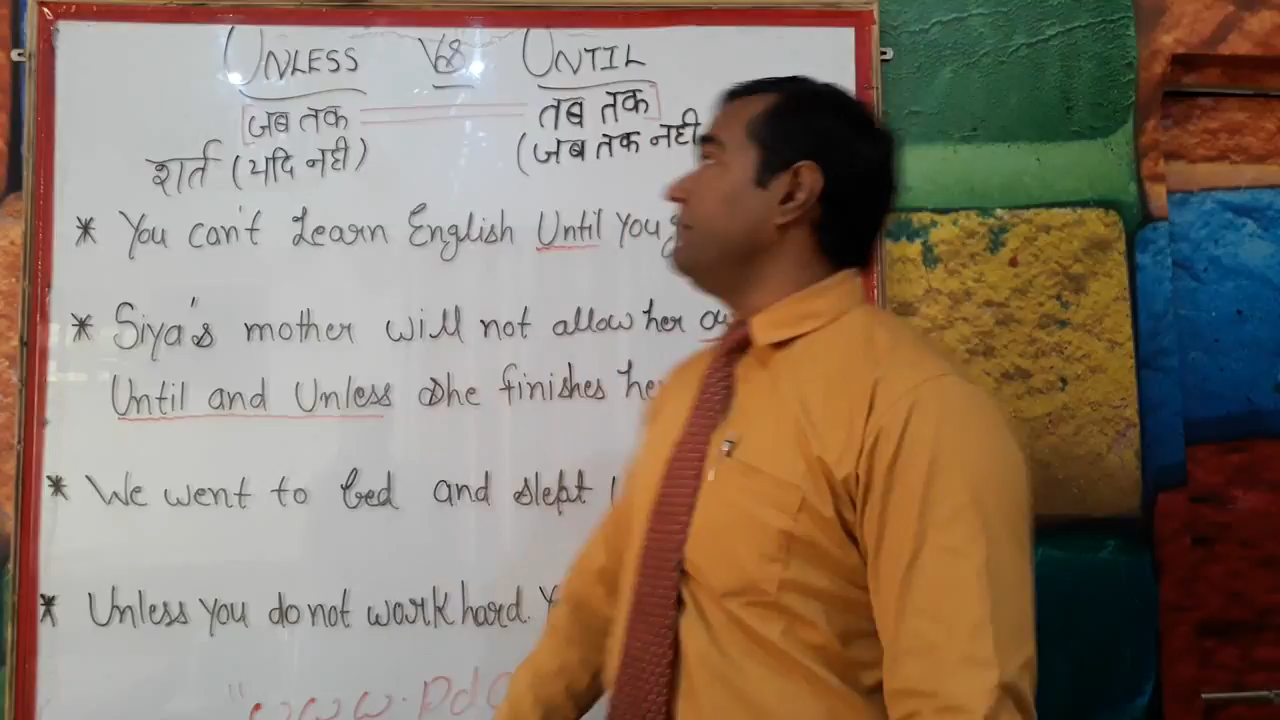 UNLESS VS UNTIL
जब तक तब तक
शर्त (यदि नही) (जब तक नही
* You can't Learn English Until You
* Siya's mother will not allow her
Until and Unless she finishes
* We went to bed and slept
* Unless You do not work hard.
"www.pd